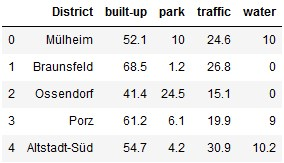 District built-up park traffic water
0 Mülheim 52.1 10 24.6 10
1 Braunsfeld 68.5 1.2 26.8 0
2 Ossendorf 41.4 24.5 15.1 0
3 Porz 61.2 6.1 19.9 9
4 Altstadt-Süd 54.7 4.2 30.9 10.2